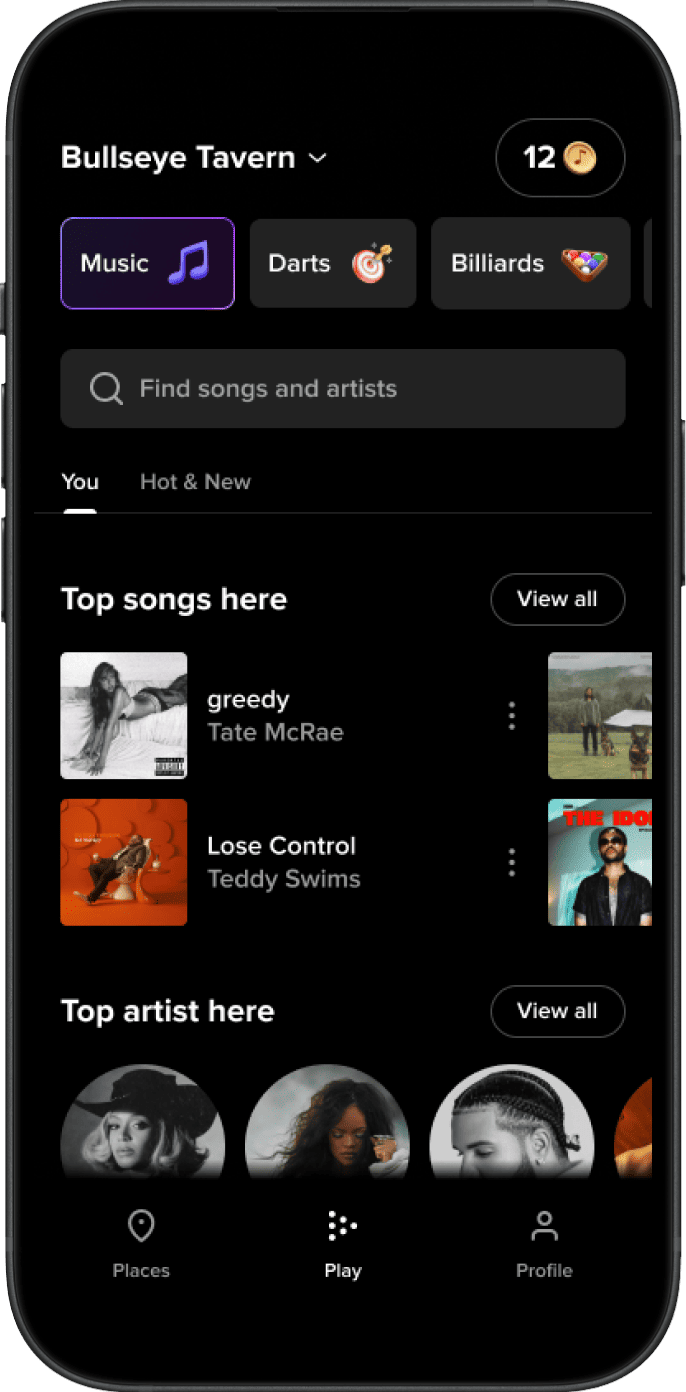 Bullseye Tavern
12
Music
Darts
Billiards
Find songs and artists
You
Hot & New
Top songs here
View all
greedy
Tate McRae
Lose Control
Teddy Swims
THE IDO
Top artist here
View all
Places
Play
Profile